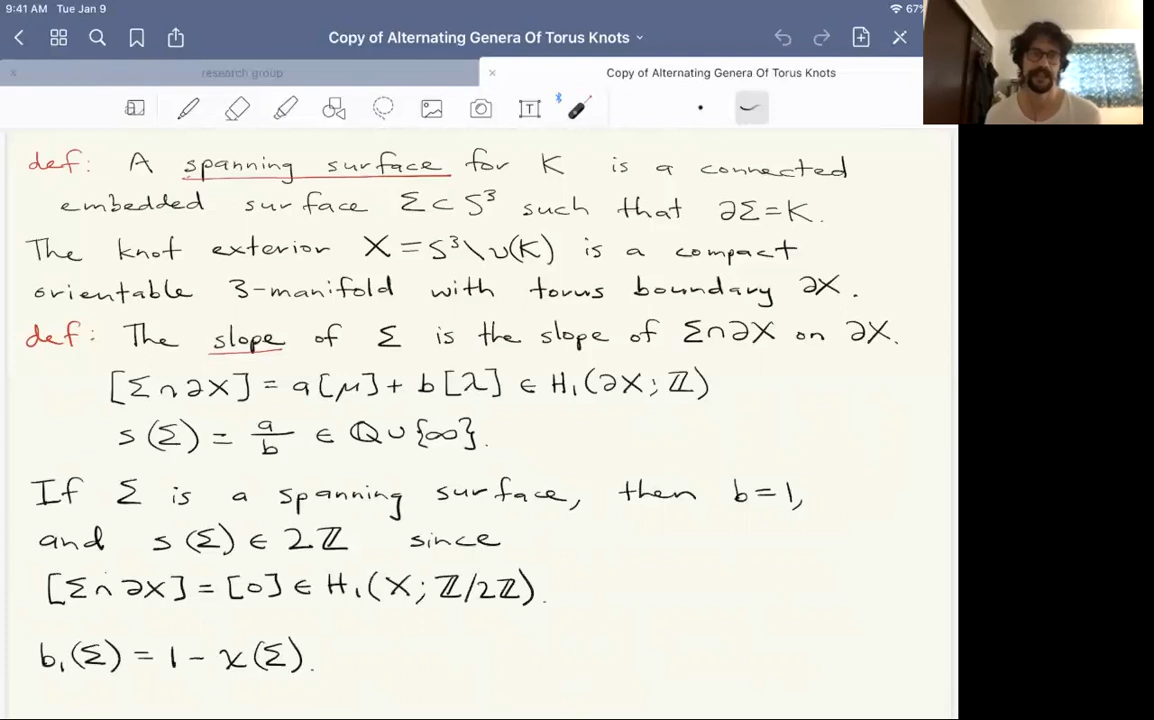 9:41 AM Tue Jan 9
67%
Copy of Alternating Genera Of Torus Knots
research group
Copy of Alternating Genera Of Torus Knots
def: A spanning surface for K is a connected
embedded surface Σ⊂S³ such that ∂Σ=K.
The knot exterior X=S³\ν(K) is a compact
orientable 3-manifold with torus boundary ∂X.
def: The slope of Σ is the slope of Σ∩∂X on ∂X.
[Σ∩∂X] = a[μ] + b[λ] ∈ H₁(∂X; ℤ)
s(Σ) = a/b ∈ ℚ∪{∞}.
If Σ is a spanning surface, then b=1,
and s(Σ) ∈ 2ℤ since
[Σ∩∂X] = [0] ∈ H₁(X; ℤ/2ℤ).
b₁(Σ) = 1 - χ(Σ).